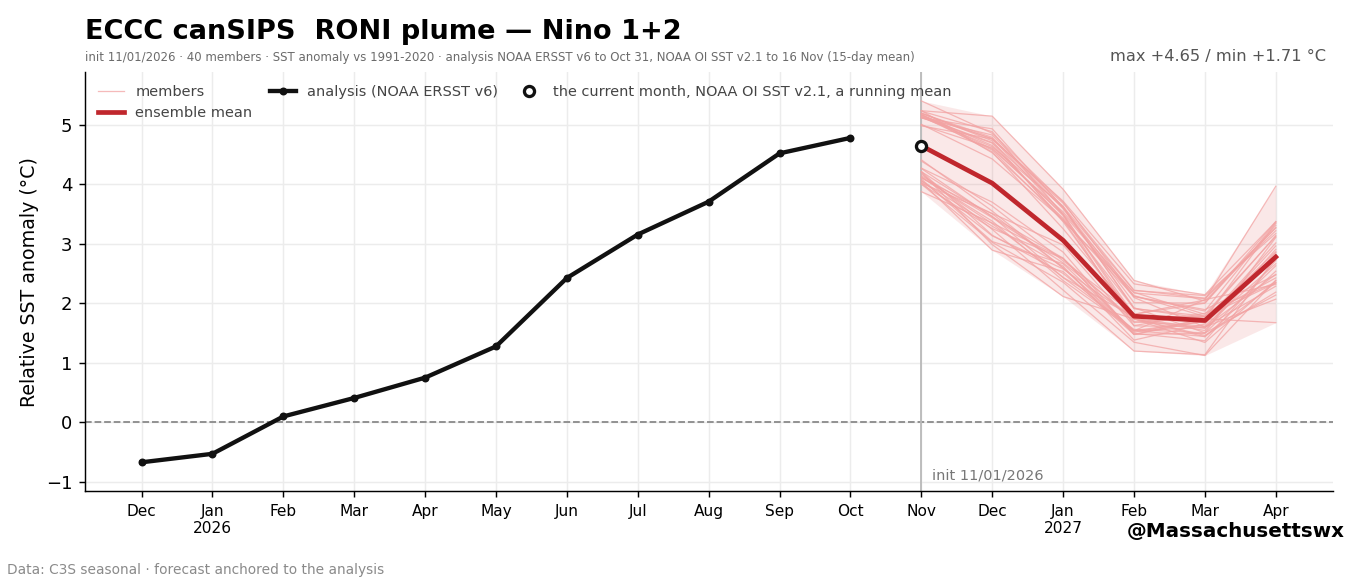 ECCC canSIPS  RONI plume — Nino 1+2
init 11/01/2026 · 40 members · SST anomaly vs 1991-2020 · analysis NOAA ERSST v6 to Oct 31, NOAA OI SST v2.1 to 16 Nov (15-day mean)
max +4.65 / min +1.71 °C
members
analysis (NOAA ERSST v6)
the current month, NOAA OI SST v2.1, a running mean
ensemble mean
Relative SST anomaly (°C)
5
4
3
2
1
0
−1
init 11/01/2026
Dec Jan Feb Mar Apr May Jun Jul Aug Sep Oct Nov Dec Jan Feb Mar Apr
2026 2027
@Massachusettswx
Data: C3S seasonal · forecast anchored to the analysis